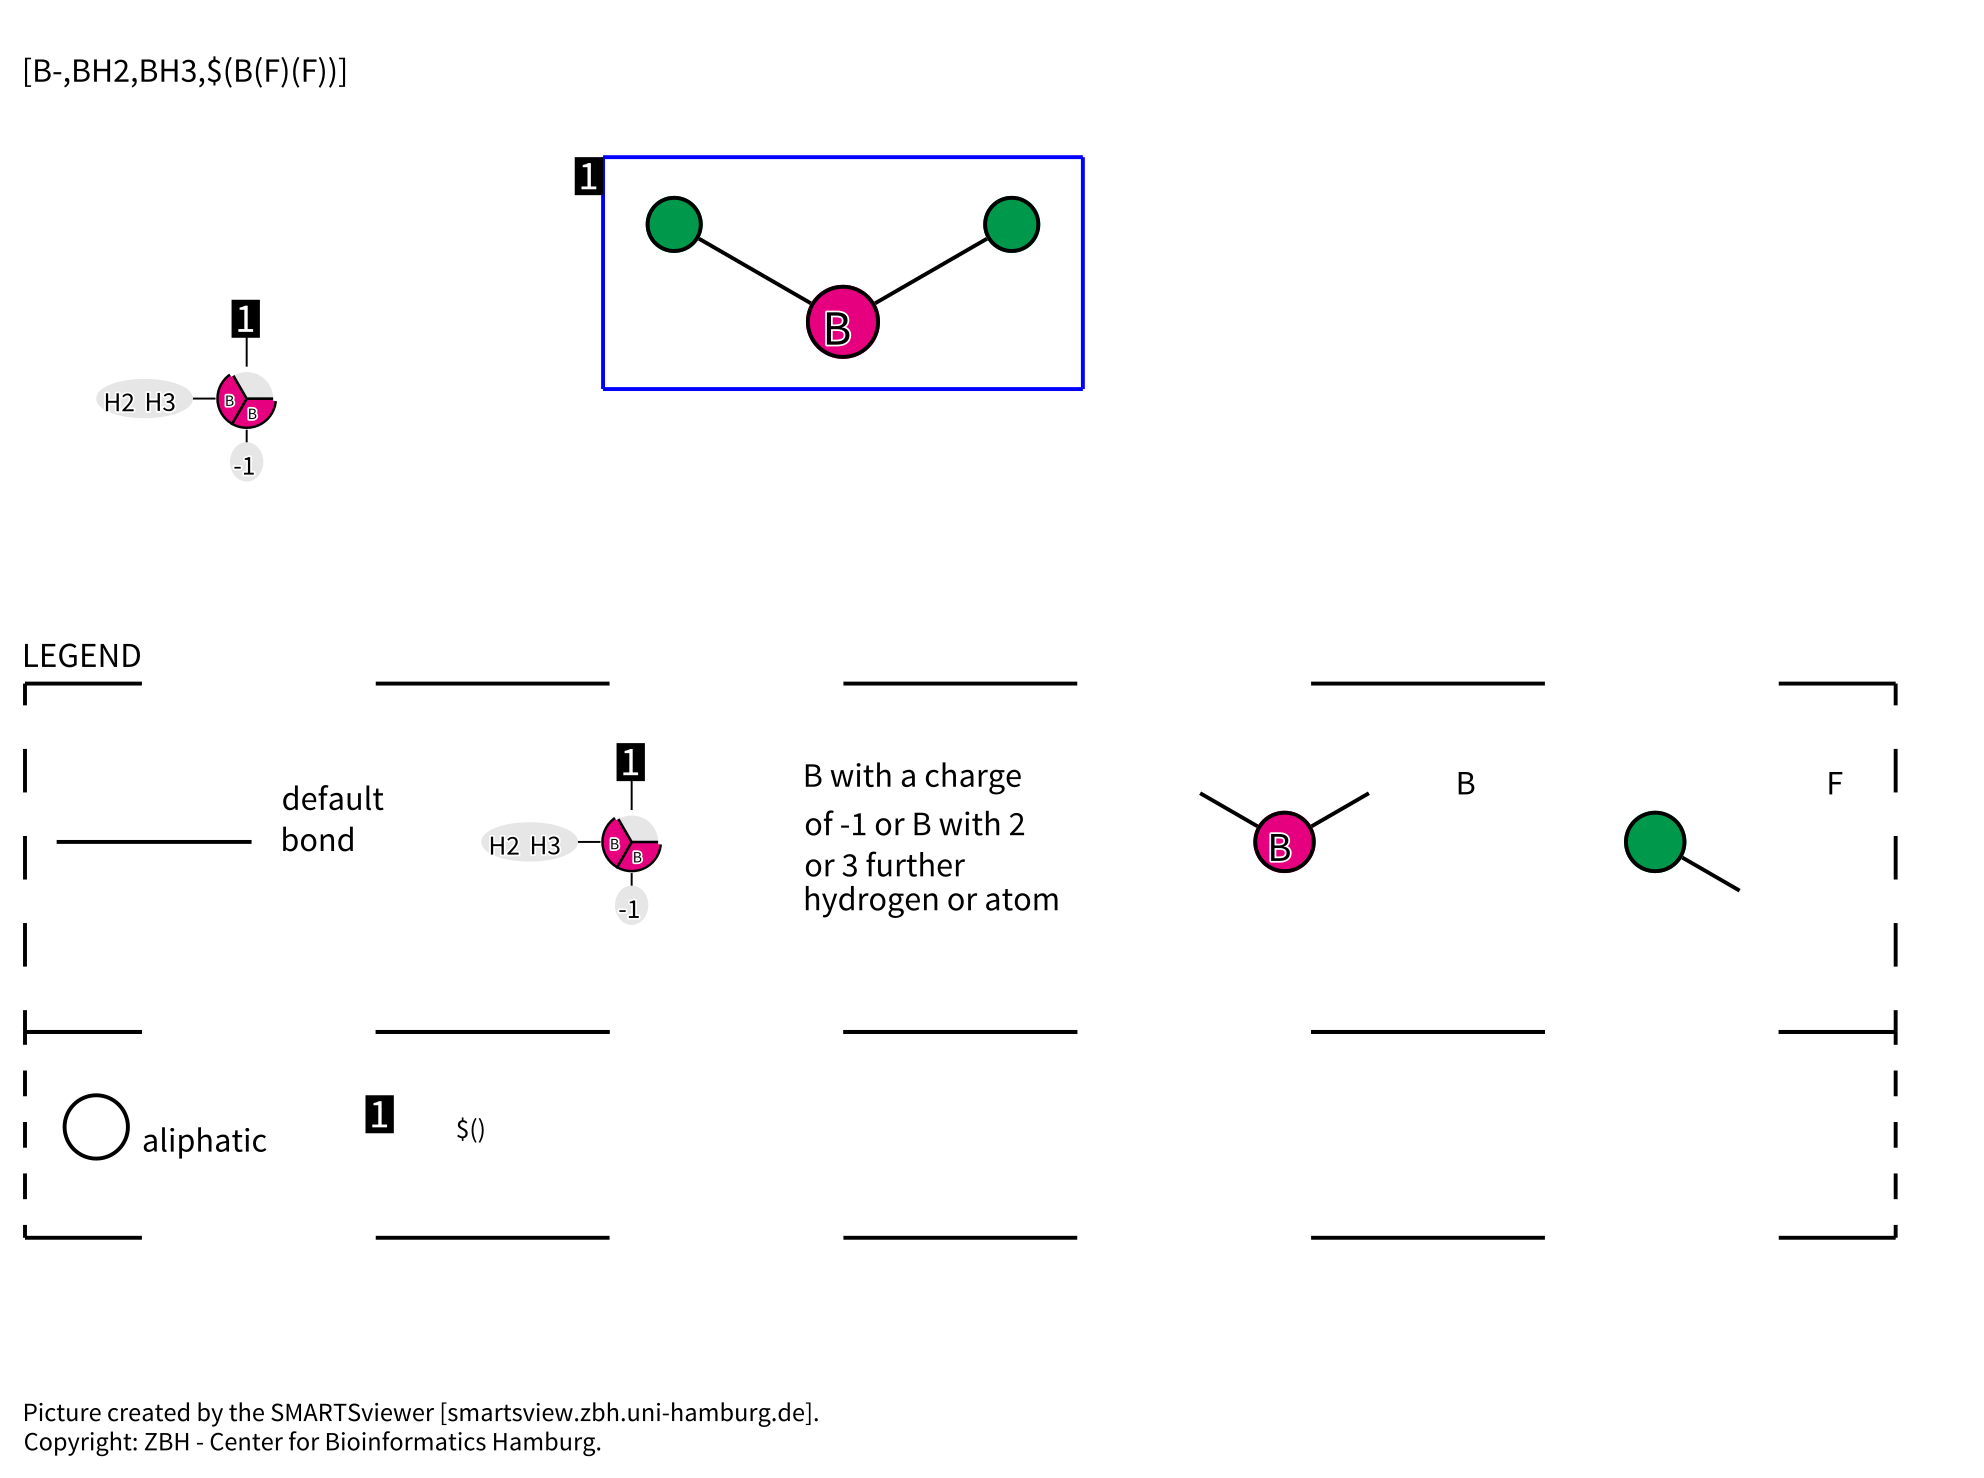 [B-,BH2,BH3,$(B(F)(F))]
1
B
1
H2 H3
B
B
-1
LEGEND
default
bond
1
H2 H3
B
B
-1
B with a charge
of -1 or B with 2
or 3 further
hydrogen or atom
B
B
F
aliphatic
1
$()
Picture created by the SMARTSviewer [smartsview.zbh.uni-hamburg.de].
Copyright: ZBH - Center for Bioinformatics Hamburg.